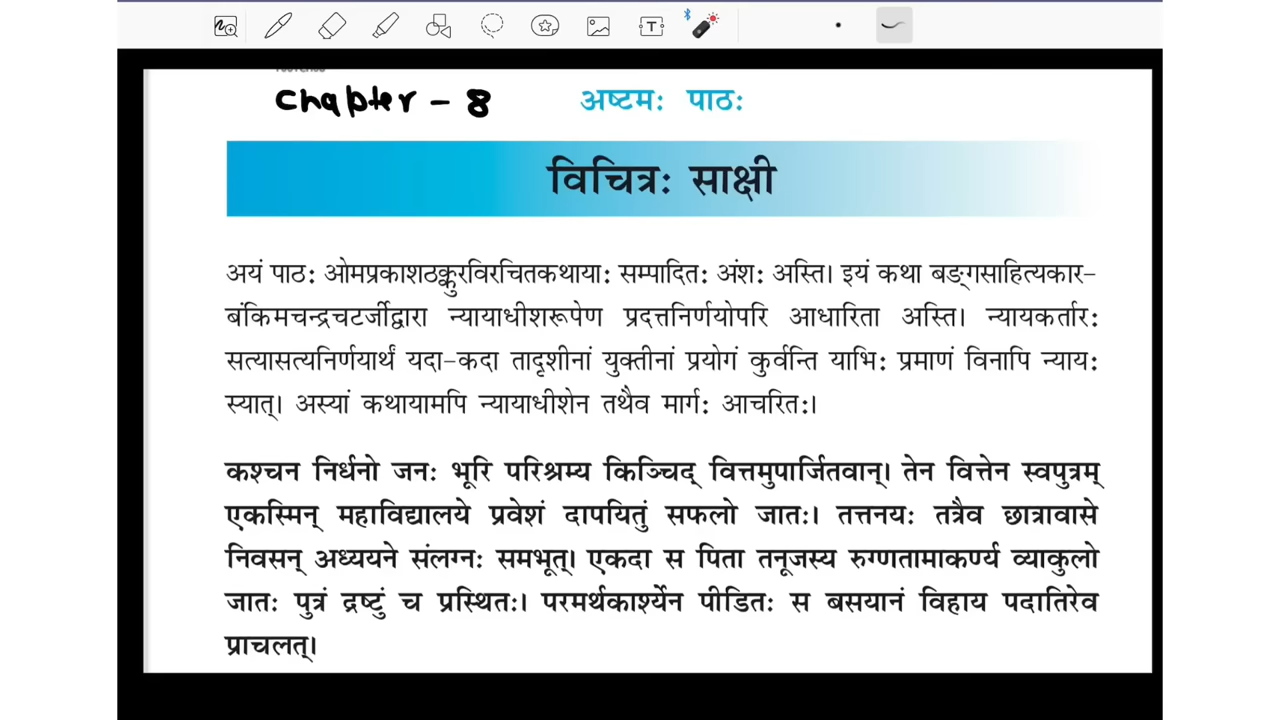 Chapter - 8 अष्टमः पाठः
विचित्रः साक्षी
अयं पाठः ओमप्रकाशठक्कुरविरचितकथायाः सम्पादितः अंशः अस्ति। इयं कथा बङ्गसाहित्यकार-
बांकिमचन्द्रचटर्जीद्वारा न्यायाधीशरूपेण प्रदत्तनिर्णयोपरि आधारिता अस्ति। न्यायकर्तारः
सत्यासत्यनिर्णयार्थं यदा-कदा तादृशीनां युक्तीनां प्रयोगं कुर्वन्ति याभिः प्रमाणं विनापि न्यायः
स्यात्। अस्यां कथायामपि न्यायाधीशेन तथैव मार्गः आचरितः।
कश्चन निर्धनो जनः भूरि परिश्रम्य किञ्चिद् वित्तमुपार्जितवान्। तेन वित्तेन स्वपुत्रम्
एकस्मिन् महाविद्यालये प्रवेशं दापयितुं सफलो जातः। तत्तनयः तत्रैव छात्रावासे
निवसन् अध्ययने संलग्नः समभूत्। एकदा स पिता तनूजस्य रुग्णतामाकर्ण्य व्याकुलो
जातः पुत्रं द्रष्टुं च प्रस्थितः। परमर्थकार्श्येन पीडितः स बसयानं विहाय पदातिरेव
प्राचलत्।